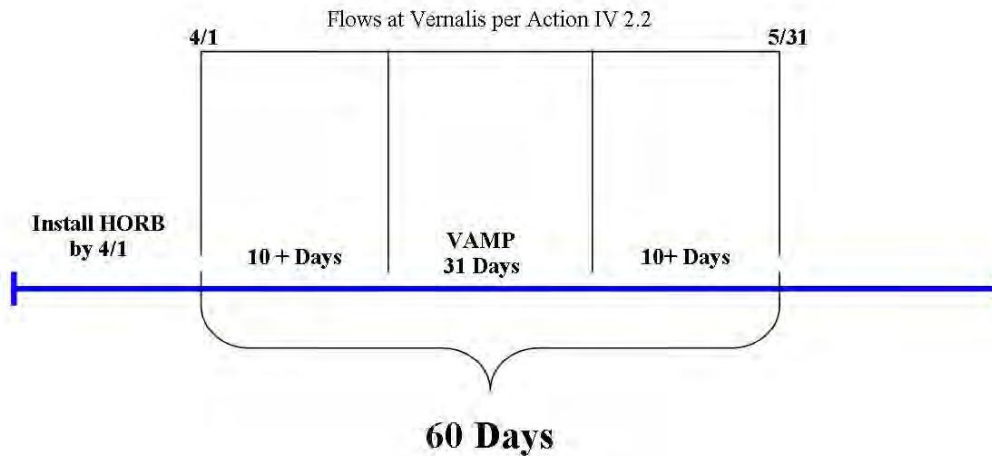 Flows at Vernalis per Action IV 2.2
4/1
5/31
Install HORB
by 4/1
10 + Days
VAMP
31 Days
10+ Days
60 Days